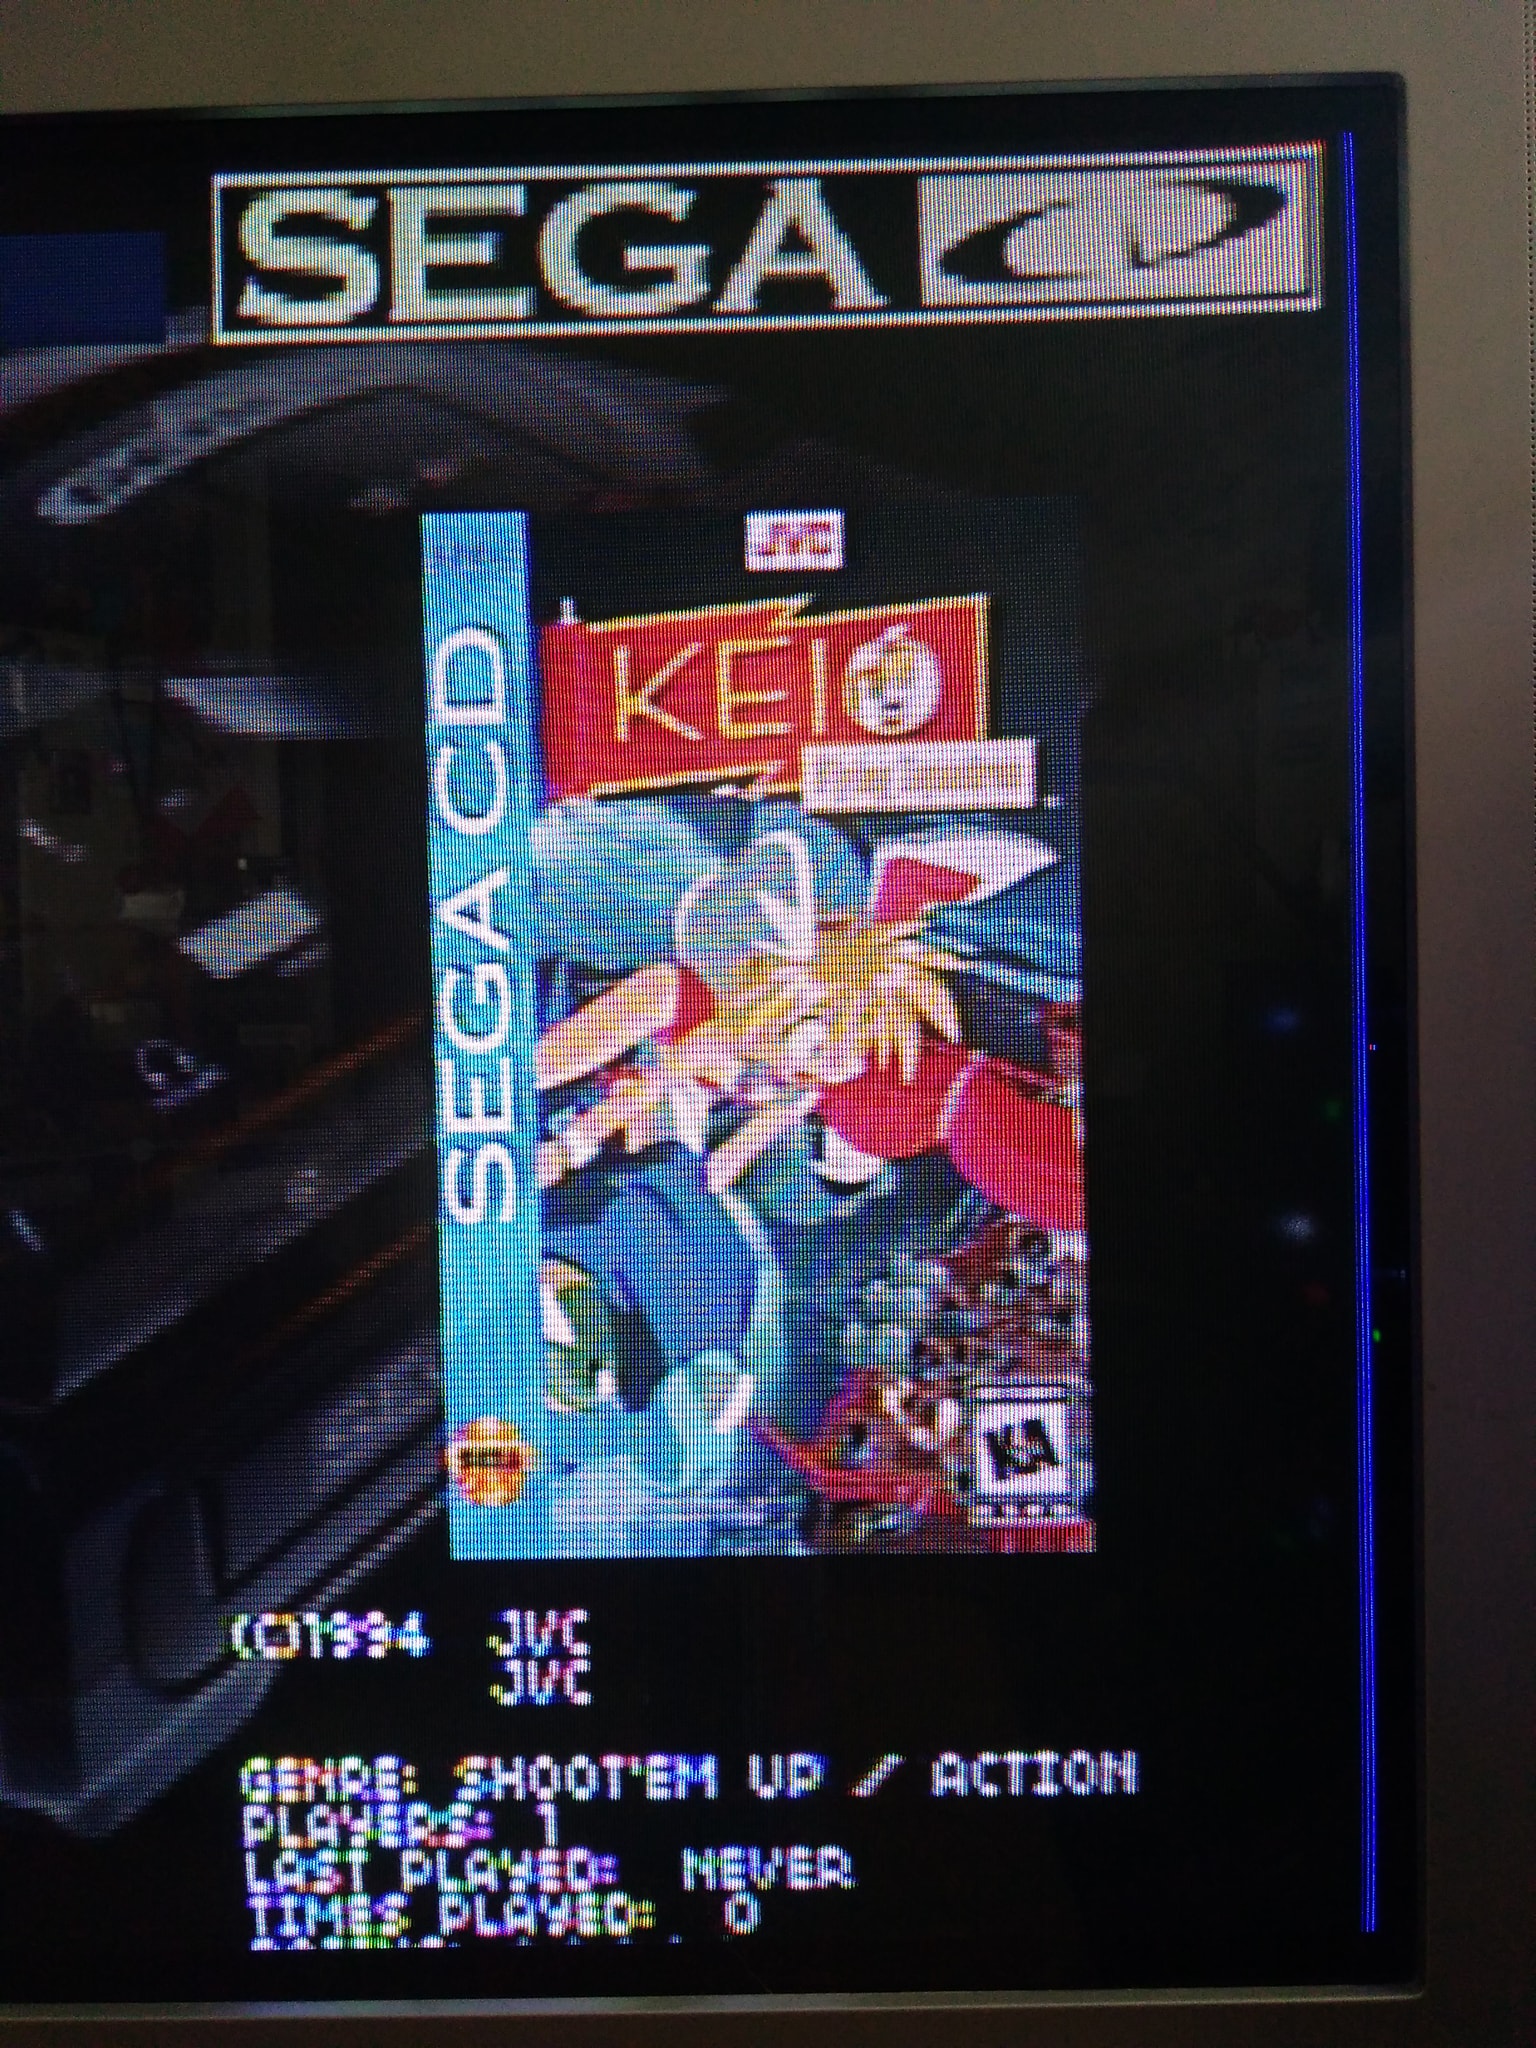 SEGA CD
JVC
KEIO
SEGA CD
(C)1994 JVC
JVC
GENRE: SHOOT'EM UP / ACTION
PLAYERS: 1
LAST PLAYED: NEVER
TIMES PLAYED: 0